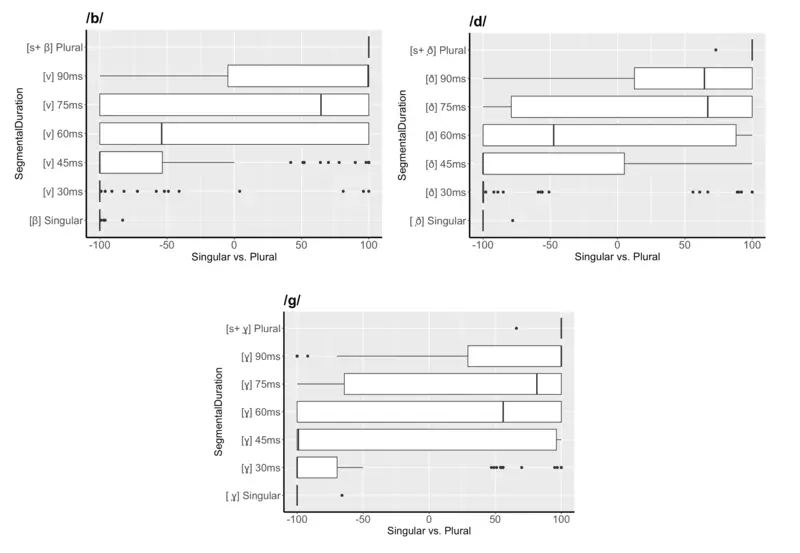 /b/
SegmentalDuration
[s+ β] Plural
[v] 90ms
[v] 75ms
[v] 60ms
[v] 45ms
[v] 30ms
[β] Singular
-100 -50 0 50 100
Singular vs. Plural
/d/
SegmentalDuration
[s+ ð̞] Plural
[ð] 90ms
[ð] 75ms
[ð] 60ms
[ð] 45ms
[ð] 30ms
[ ð̞] Singular
-100 -50 0 50 100
Singular vs. Plural
/g/
SegmentalDuration
[s+ ɣ̞] Plural
[ɣ] 90ms
[ɣ] 75ms
[ɣ] 60ms
[ɣ] 45ms
[ɣ] 30ms
[ ɣ̞] Singular
-100 -50 0 50 100
Singular vs. Plural